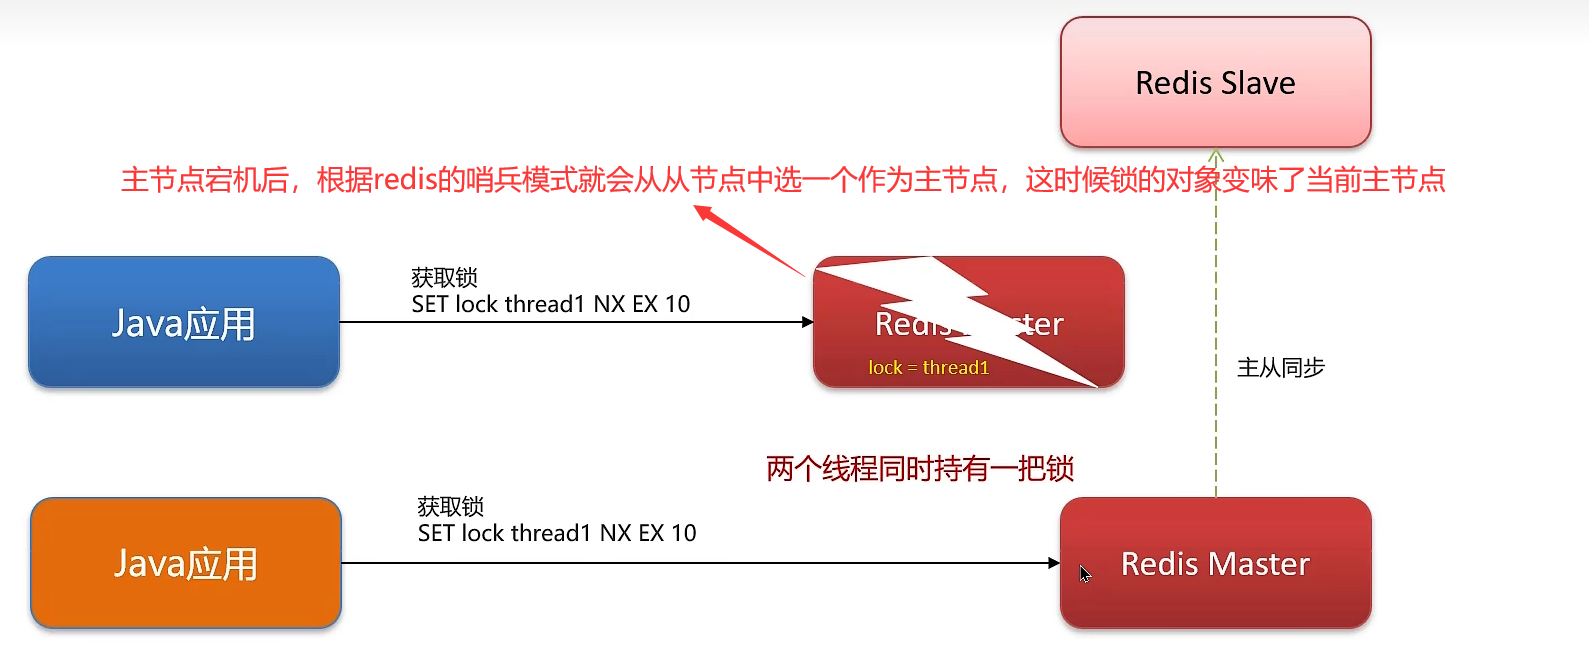 Redis Slave
主节点宕机后，根据redis的哨兵模式就会从从节点中选一个作为主节点，这时候锁的对象变味了当前主节点
获取锁
SET lock thread1 NX EX 10
Java应用
Redis Master
lock = thread1
主从同步
两个线程同时持有一把锁
获取锁
SET lock thread1 NX EX 10
Java应用
Redis Master